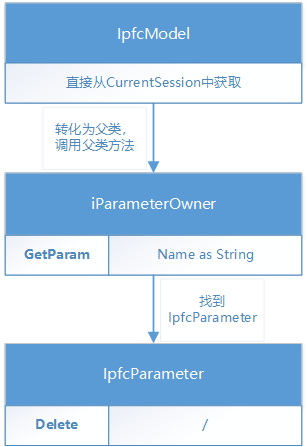 IpfcModel
直接从CurrentSession中获取
转化为父类，
调用父类方法
iParameterOwner
GetParam
Name as String
找到
IpfcParameter
IpfcParameter
Delete
/